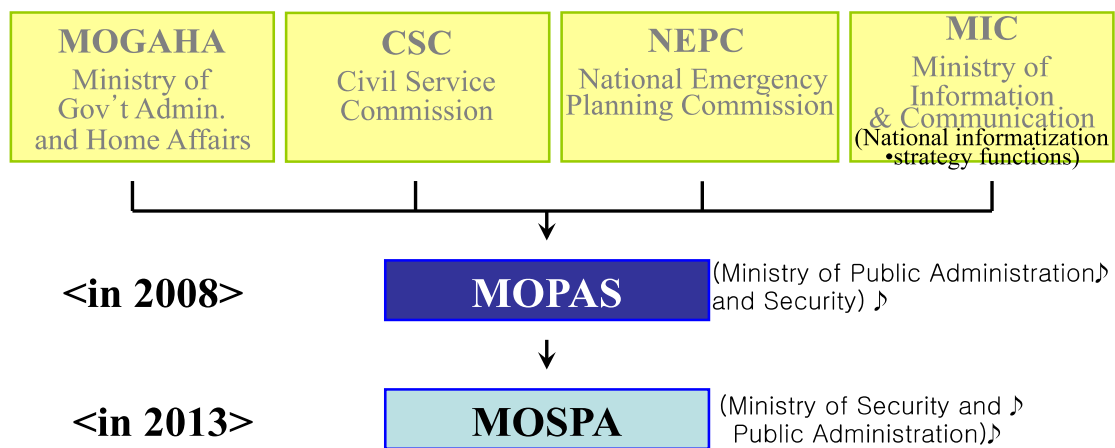 MOGAHA
Ministry of
Gov’t Admin.
and Home Affairs
CSC
Civil Service
Commission
NEPC
National Emergency
Planning Commission
MIC
Ministry of
Information
& Communication
(National informatization
•strategy functions)
<in 2008>
MOPAS
(Ministry of Public Administration♪
and Security) ♪
<in 2013>
MOSPA
(Ministry of Security and ♪
Public Administration)♪